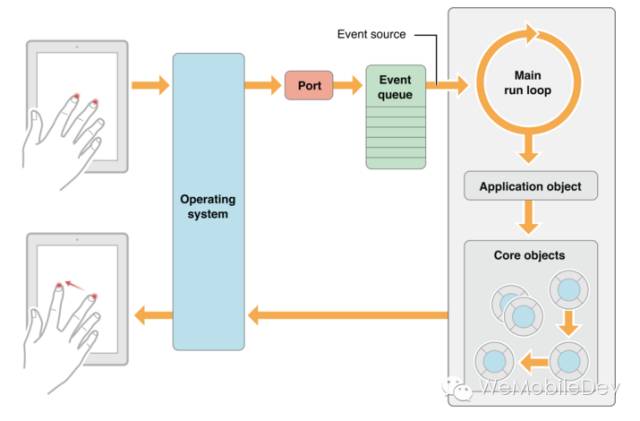 Event source
Port
Event
queue
Main
run loop
Operating
system
Application object
Core objects
WeMobileDev